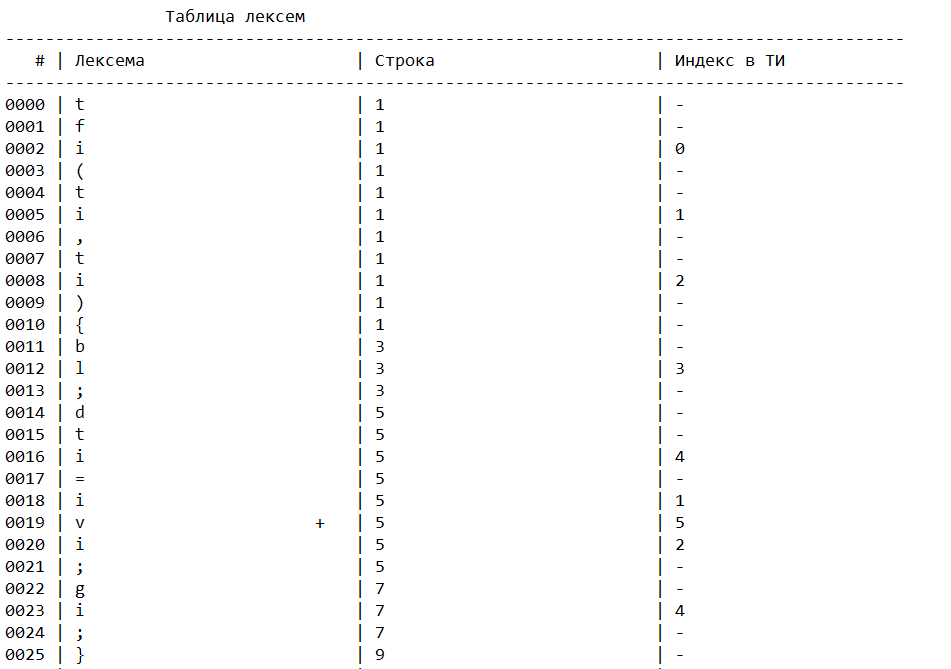 Таблица лексем
------------------------------------------------------------------------------------------
# | Лексема | Строка | Индекс в ТИ
------------------------------------------------------------------------------------------
0000 | t | 1 | -
0001 | f | 1 | -
0002 | i | 1 | 0
0003 | ( | 1 | -
0004 | t | 1 | -
0005 | i | 1 | 1
0006 | , | 1 | -
0007 | t | 1 | -
0008 | i | 1 | 2
0009 | ) | 1 | -
0010 | { | 1 | -
0011 | b | 3 | -
0012 | l | 3 | 3
0013 | ; | 3 | -
0014 | d | 5 | -
0015 | t | 5 | -
0016 | i | 5 | 4
0017 | = | 5 | -
0018 | i | 5 | 1
0019 | v + | 5 | 5
0020 | i | 5 | 2
0021 | ; | 5 | -
0022 | g | 7 | -
0023 | i | 7 | 4
0024 | ; | 7 | -
0025 | } | 9 | -